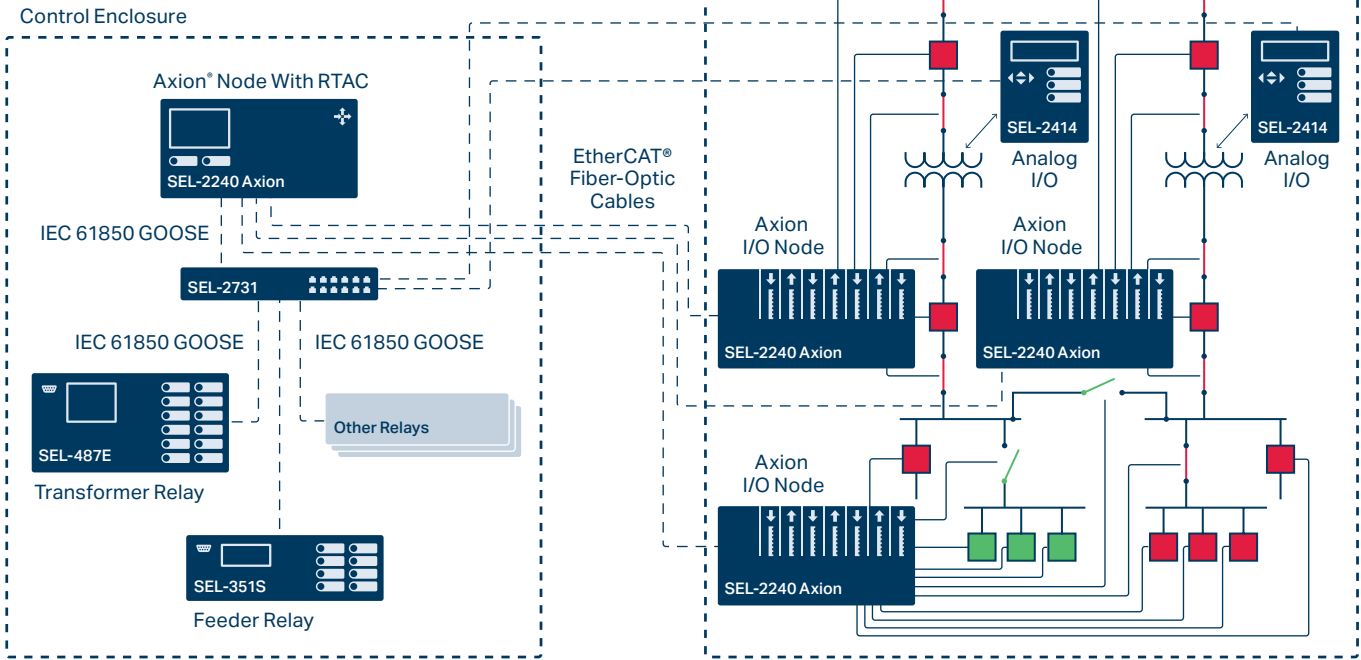 Control Enclosure
Axion® Node With RTAC
SEL-2240 Axion
IEC 61850 GOOSE
SEL-2731
IEC 61850 GOOSE
IEC 61850 GOOSE
SEL-487E
Transformer Relay
Other Relays
SEL-351S
Feeder Relay
EtherCAT®
Fiber-Optic
Cables
SEL-2414
Analog
I/O
SEL-2414
Analog
I/O
Axion
I/O Node
SEL-2240 Axion
Axion
I/O Node
SEL-2240 Axion
Axion
I/O Node
SEL-2240 Axion